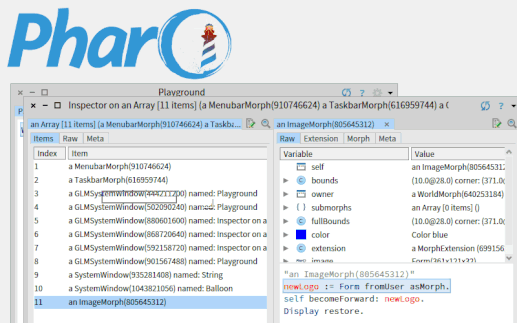 Pharo
Playground
Inspector on an Array [11 items] (a MenubarMorph(910746624) a TaskbarMorph(616959744) a G
an Array [11 items] (a MenubarMorph(910746624) a Taskb...
an ImageMorph(805645312)
Items Raw Meta
Raw Extension Morph Meta
Index Item
1 a MenubarMorph(910746624)
2 a TaskbarMorph(616959744)
3 a GLMSystemWindow(444211200) named: Playground
4 a GLMSystemWindow(502090240) named: Playground
5 a GLMSystemWindow(880601600) named: Inspector on a
6 a GLMSystemWindow(868720640) named: Inspector on a
7 a GLMSystemWindow(592158720) named: Inspector on a
8 a GLMSystemWindow(901567488) named: Playground
9 a SystemWindow(935281408) named: String
10 a SystemWindow(1043821056) named: Balloon
11 an ImageMorph(805645312)
Variable Value
self an ImageMorph(805645312
bounds (10.0@28.0) corner: (371.0
owner a WorldMorph(640253184)
submorphs an Array [0 items] ()
fullBounds (10.0@28.0) corner: (371.0
color Color blue
extension a MorphExtension(699156
image Form(361x121x32)
"an ImageMorph(805645312)"
newLogo := Form fromUser asMorph.
self becomeForward: newLogo.
Display restore.